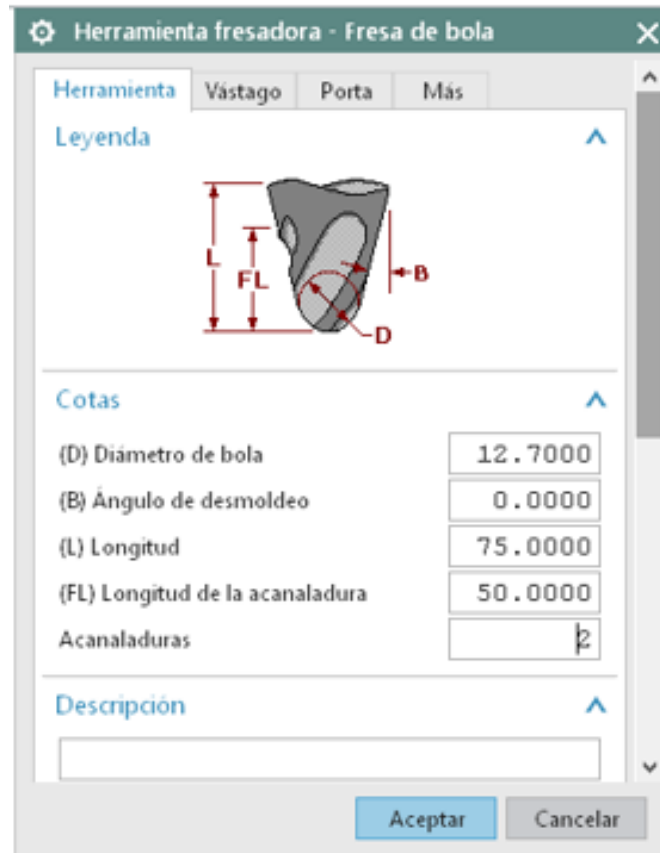 Herramienta fresadora - Fresa de bola
Herramienta Vástago Porta Más
Leyenda
L
FL
B
D
Cotas
(D) Diámetro de bola 12.7000
(B) Ángulo de desmoldeo 0.0000
(L) Longitud 75.0000
(FL) Longitud de la acanaladura 50.0000
Acanaladuras 2
Descripción
Aceptar Cancelar